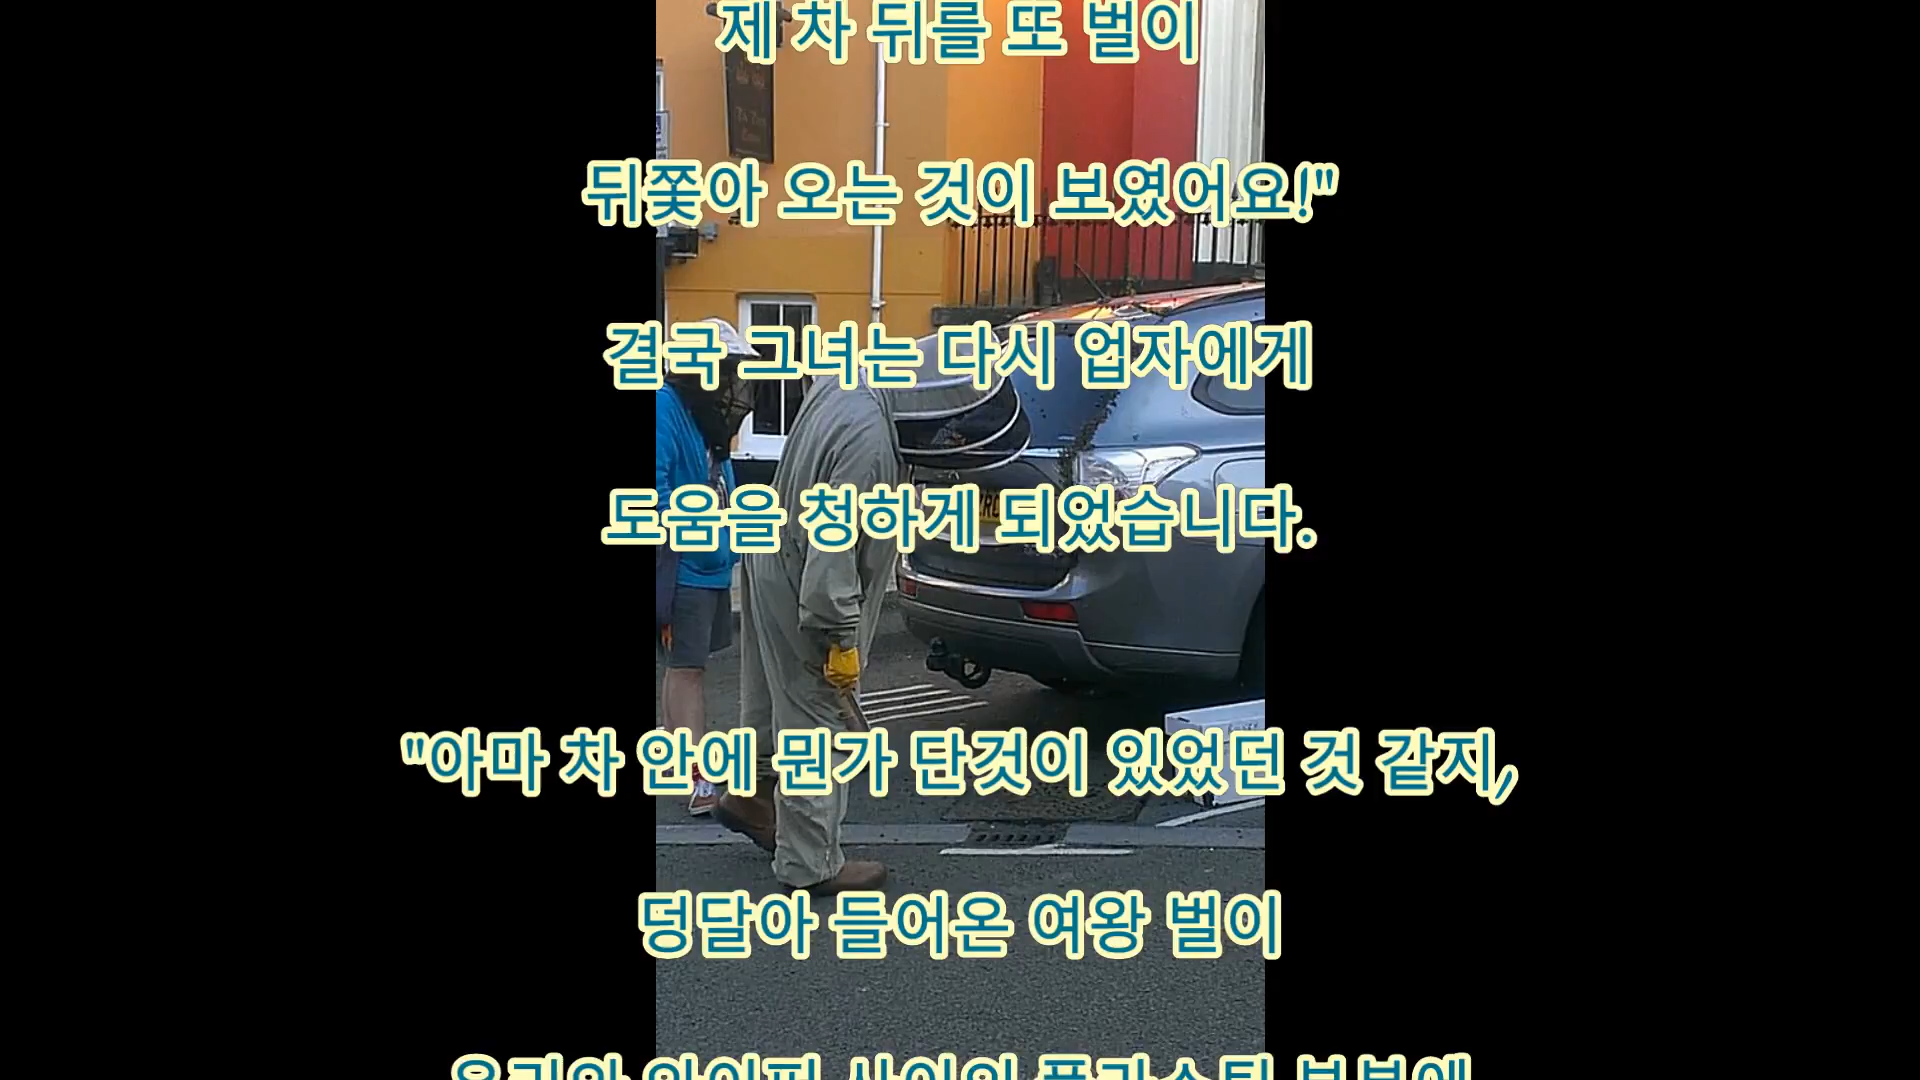 제 차 뒤를 또 벌이
뒤쫓아 오는 것이 보였어요!"
결국 그녀는 다시 업자에게
도움을 청하게 되었습니다.
"아마 차 안에 뭔가 단것이 있었던 것 같지,
덩달아 들어온 여왕 벌이